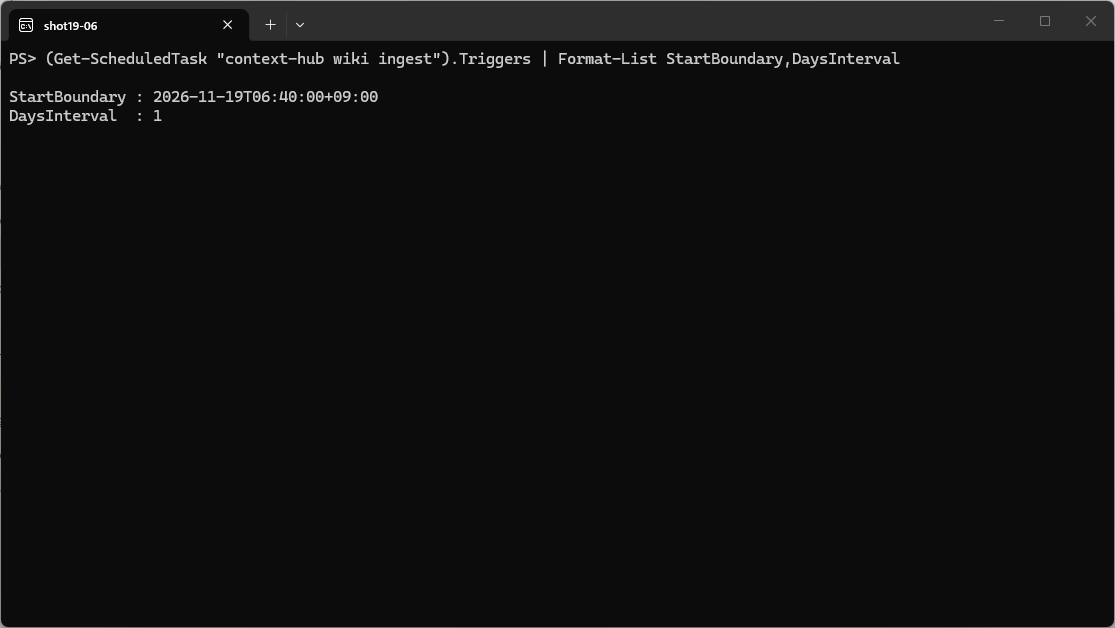 shot19-06
PS> (Get-ScheduledTask "context-hub wiki ingest").Triggers | Format-List StartBoundary,DaysInterval
StartBoundary : 2026-11-19T06:40:00+09:00
DaysInterval  : 1